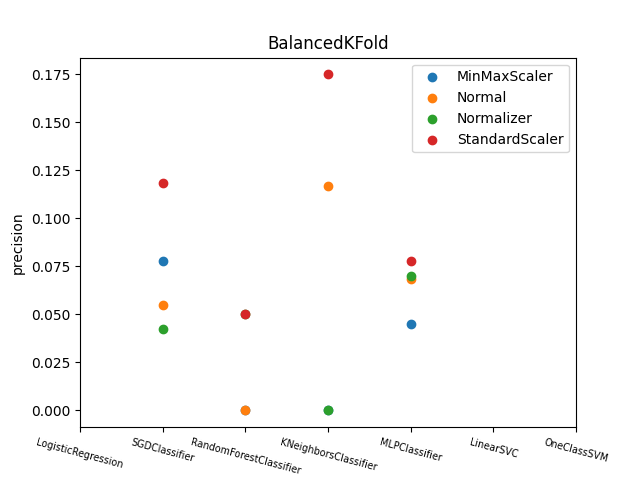 BalancedKFold
MinMaxScaler
Normal
Normalizer
StandardScaler
precision
0.175
0.150
0.125
0.100
0.075
0.050
0.025
0.000
LogisticRegression
SGDClassifier
RandomForestClassifier
KNeighborsClassifier
MLPClassifier
LinearSVC
OneClassSVM